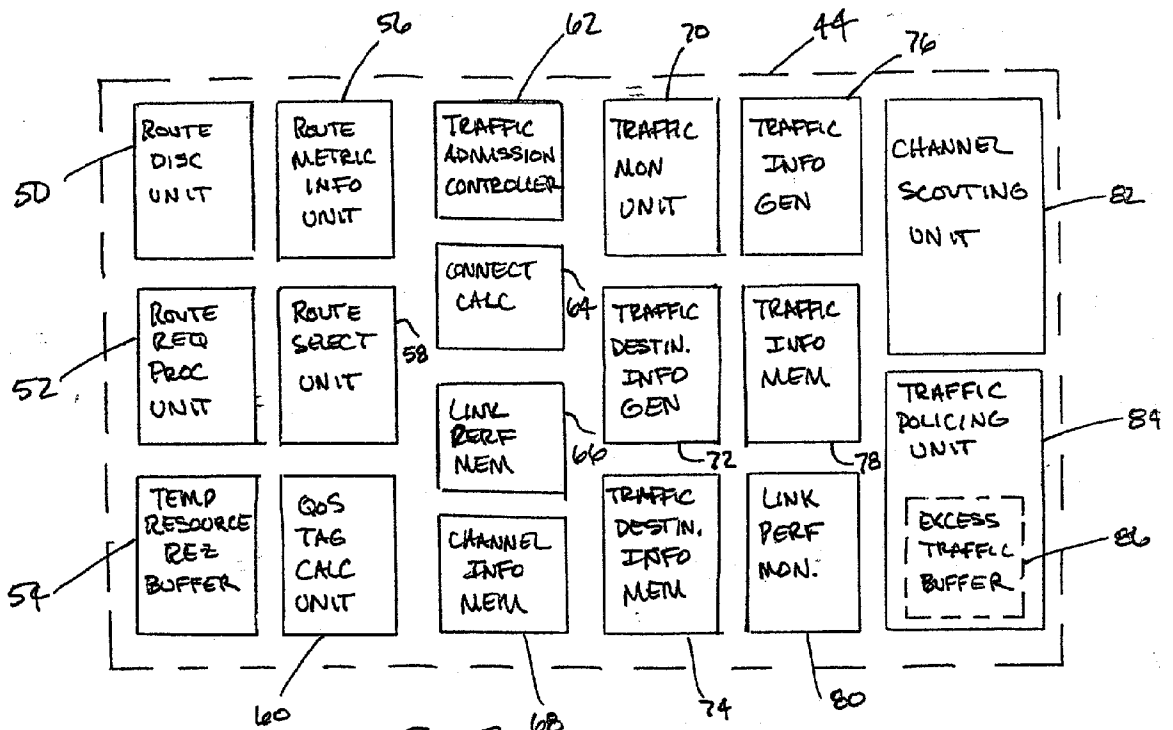 56
62
70
44
76
50
ROUTE
DISC
UNIT
ROUTE
METRIC
INFO
UNIT
TRAFFIC
ADMISSION
CONTROLLER
TRAFFIC
MON
UNIT
TRAFFIC
INFO
GEN
CHANNEL
SCOUTING
UNIT
82
CONNECT
CALC
64
52
ROUTE
REQ
PROC
UNIT
ROUTE
SELECT
UNIT
58
LINK
PERF
MEM
66
TRAFFIC
DESTIN.
INFO
GEN
72
TRAFFIC
INFO
MEM
78
TRAFFIC
POLICING
UNIT
84
EXCESS
TRAFFIC
BUFFER
86
54
TEMP
RESOURCE
REZ
BUFFER
QoS
TAG
CALC
UNIT
CHANNEL
INFO
MEM
TRAFFIC
DESTIN.
INFO
MEM
LINK
PERF
MON.
60
68
74
80